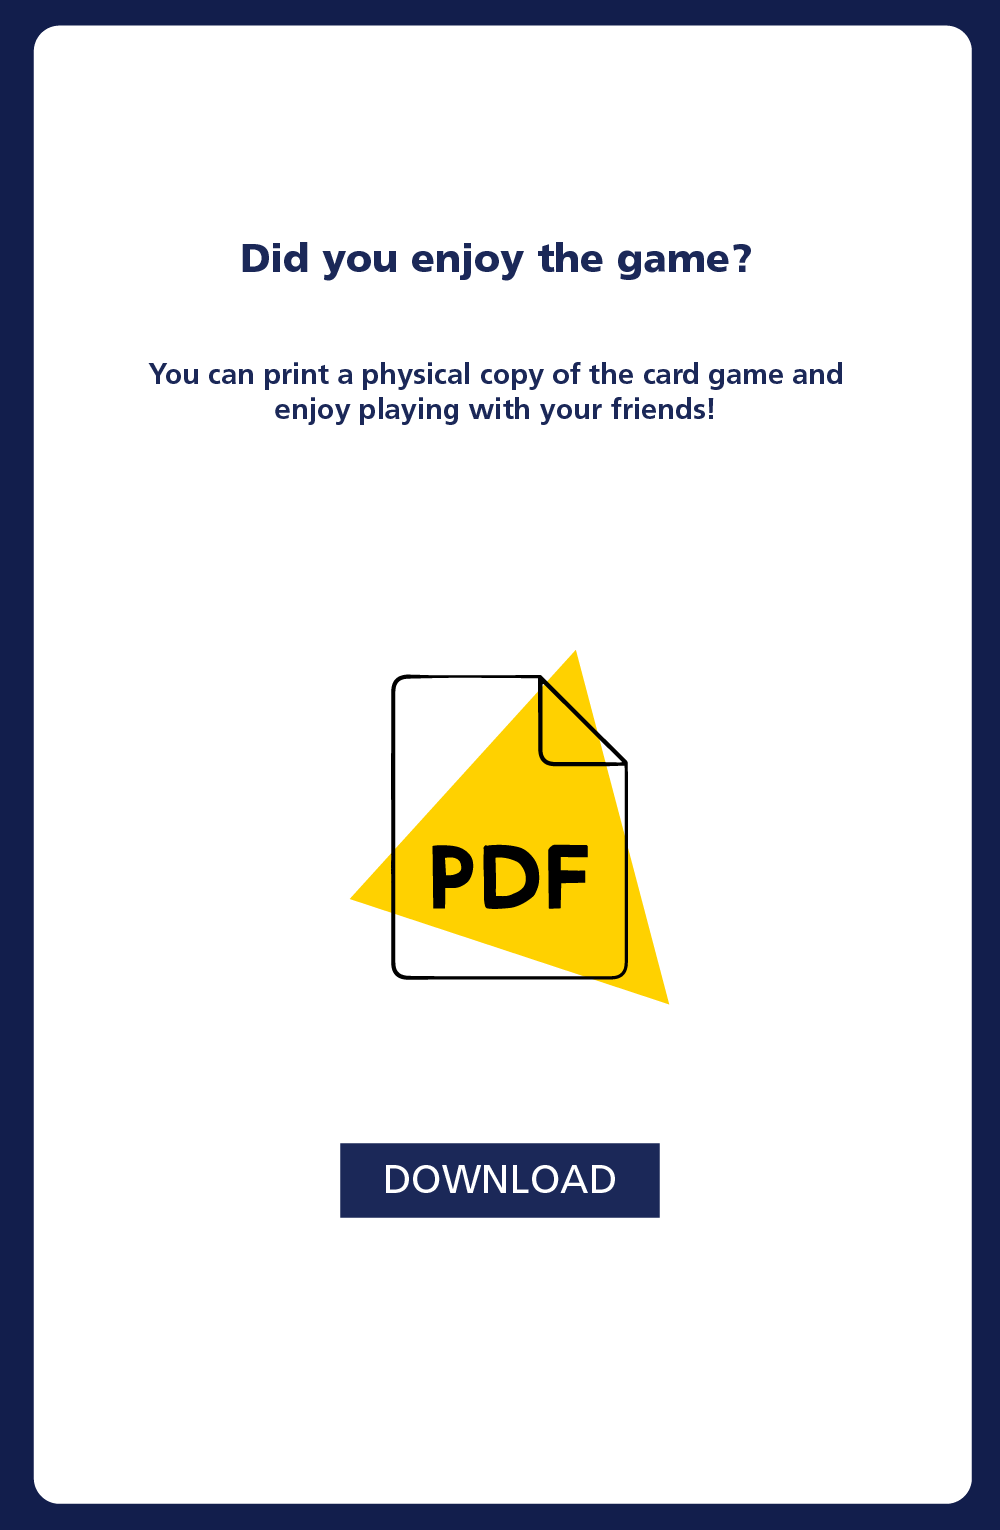 Did you enjoy the game?
You can print a physical copy of the card game and
enjoy playing with your friends!
PDF
DOWNLOAD